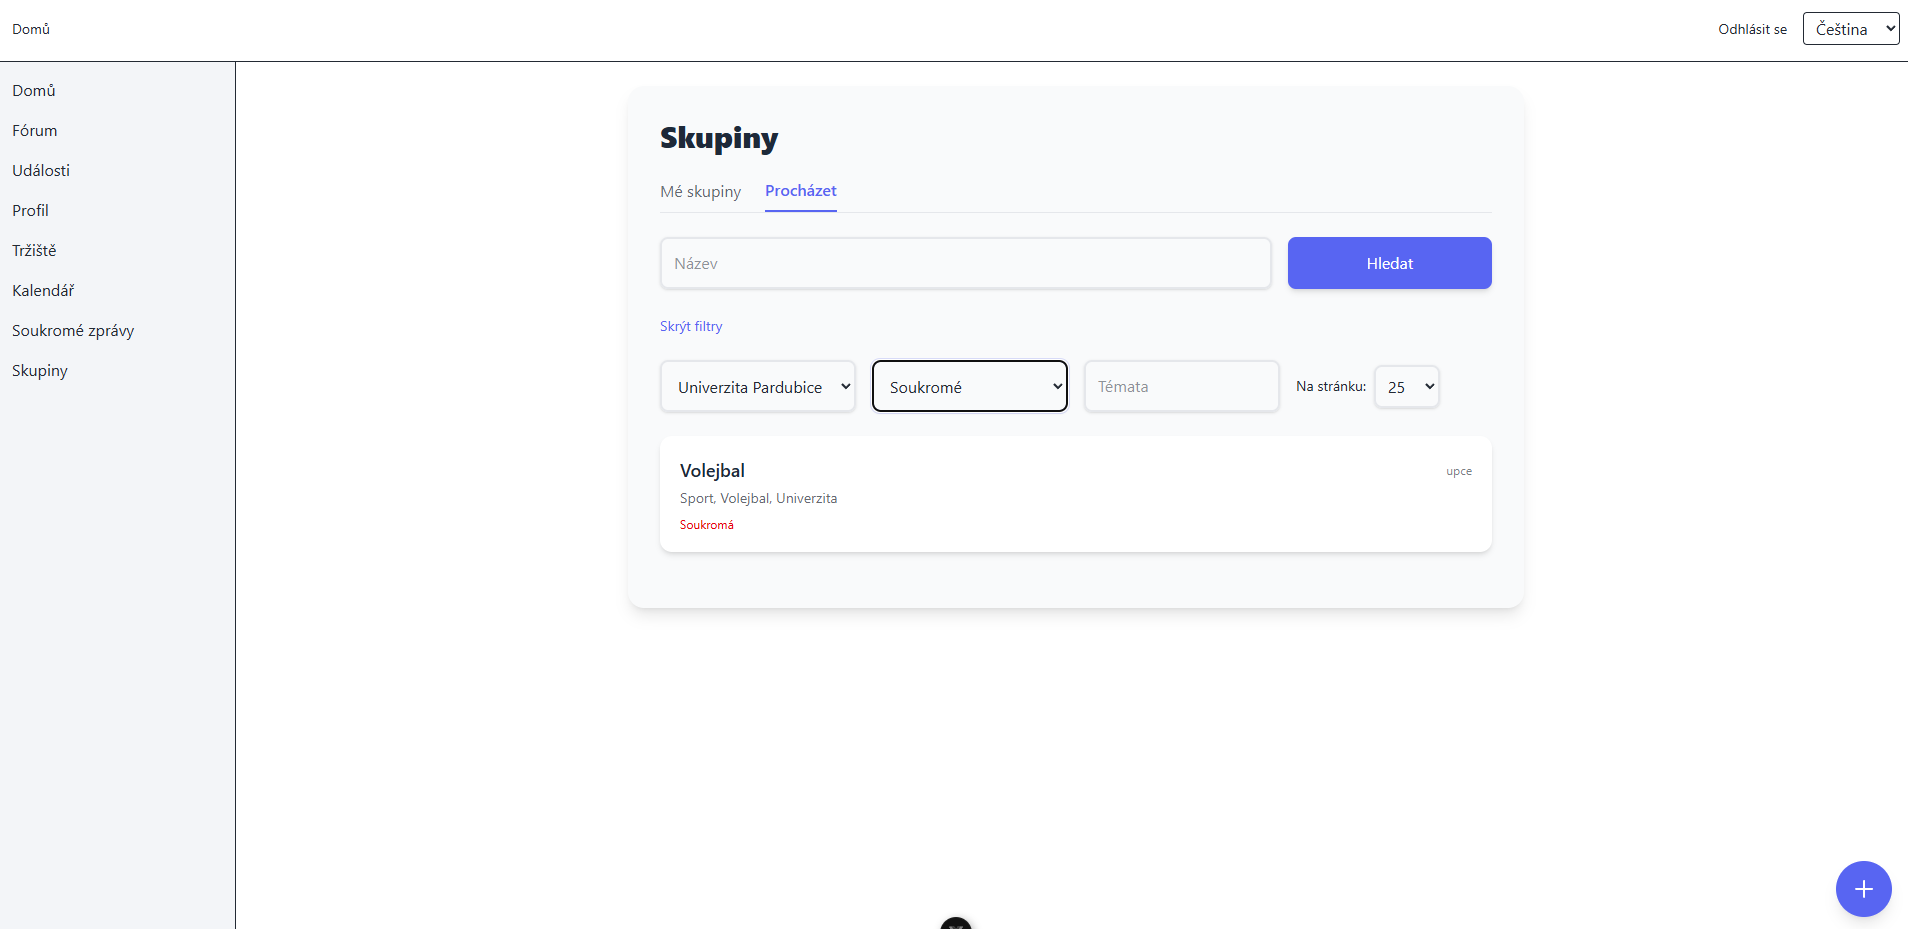 Domů
Odhlásit se
Čeština
Domů
Fórum
Události
Profil
Tržiště
Kalendář
Soukromé zprávy
Skupiny
Skupiny
Mé skupiny
Procházet
Název
Hledat
Skrýt filtry
Univerzita Pardubice
Soukromé
Témata
Na stránku:
25
Volejbal
upce
Sport, Volejbal, Univerzita
Soukromá